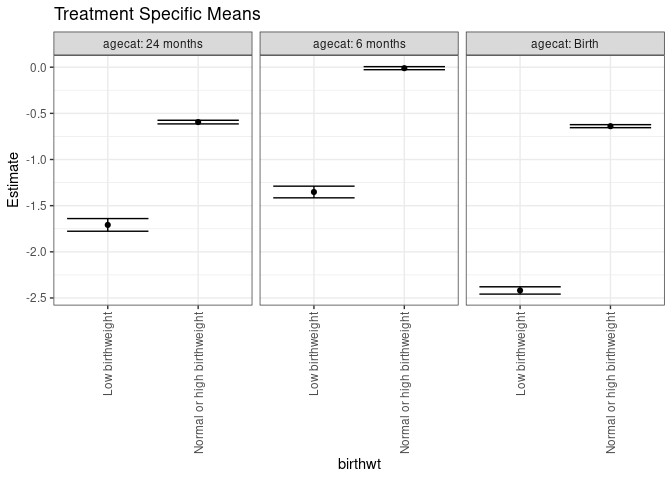 Treatment Specific Means
agecat: 24 months
agecat: 6 months
agecat: Birth
Estimate
0.0
-0.5
-1.0
-1.5
-2.0
-2.5
Low birthweight
Normal or high birthweight
Low birthweight
Normal or high birthweight
Low birthweight
Normal or high birthweight
birthwt